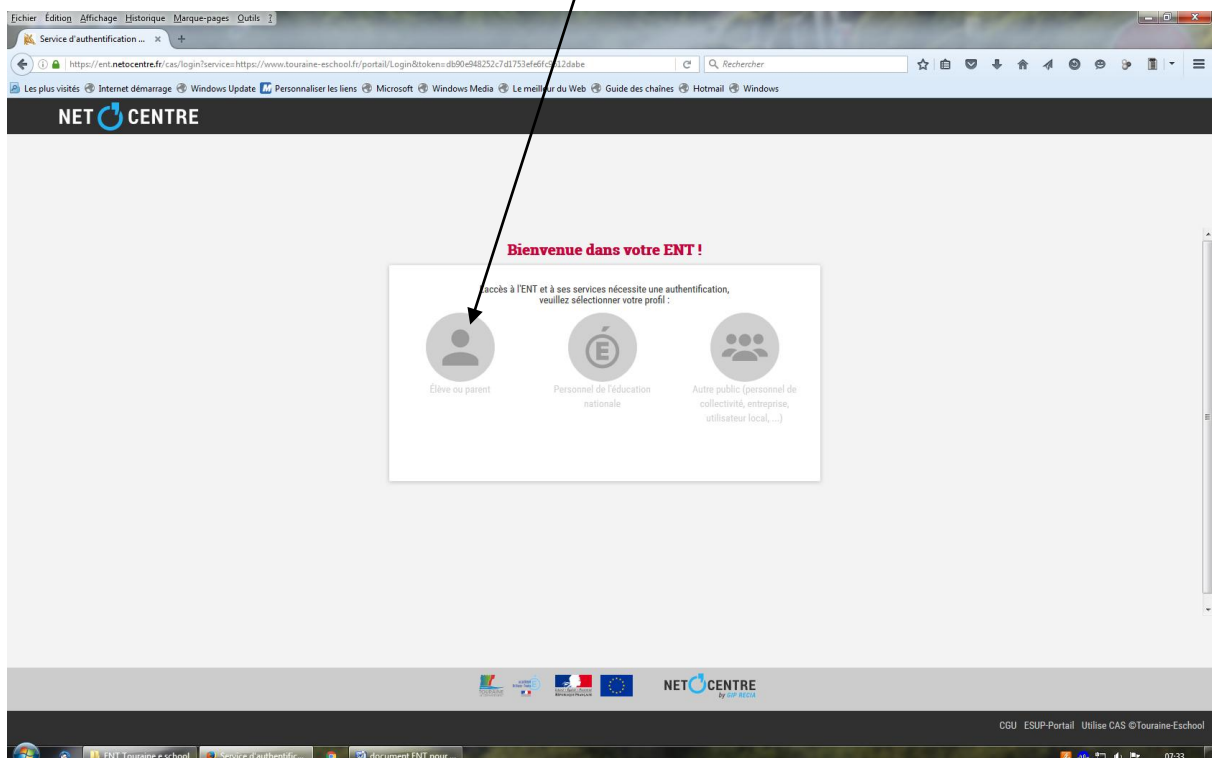 Fichier Édition Affichage Historique Marque-pages Outils ?
Service d'authentification ... × +
https://ent.netocentre.fr/cas/login?service=https://www.touraine-eschool.fr/portail/Login&token=
Rechercher
Les plus visités Internet démarrage Windows Update Personnaliser les liens Microsoft Windows Media Le meilleur du Web Guide des chaînes Hotmail Windows
NET CENTRE
Bienvenue dans votre ENT !
L'accès à l'ENT et à ses services nécessite une authentification,
veuillez sélectionner votre profil :
É
Élève ou parent
Personnel de l'éducation
nationale
Autre public (personnel de
collectivité, entreprise,
utilisateur local, ...)
NET CENTRE
by GIP RECIA
CGU ESUP-Portail Utilise CAS ©Touraine-Eschool
ENT Touraine e school
Service d'authentific...
document ENT pour ...
07:33